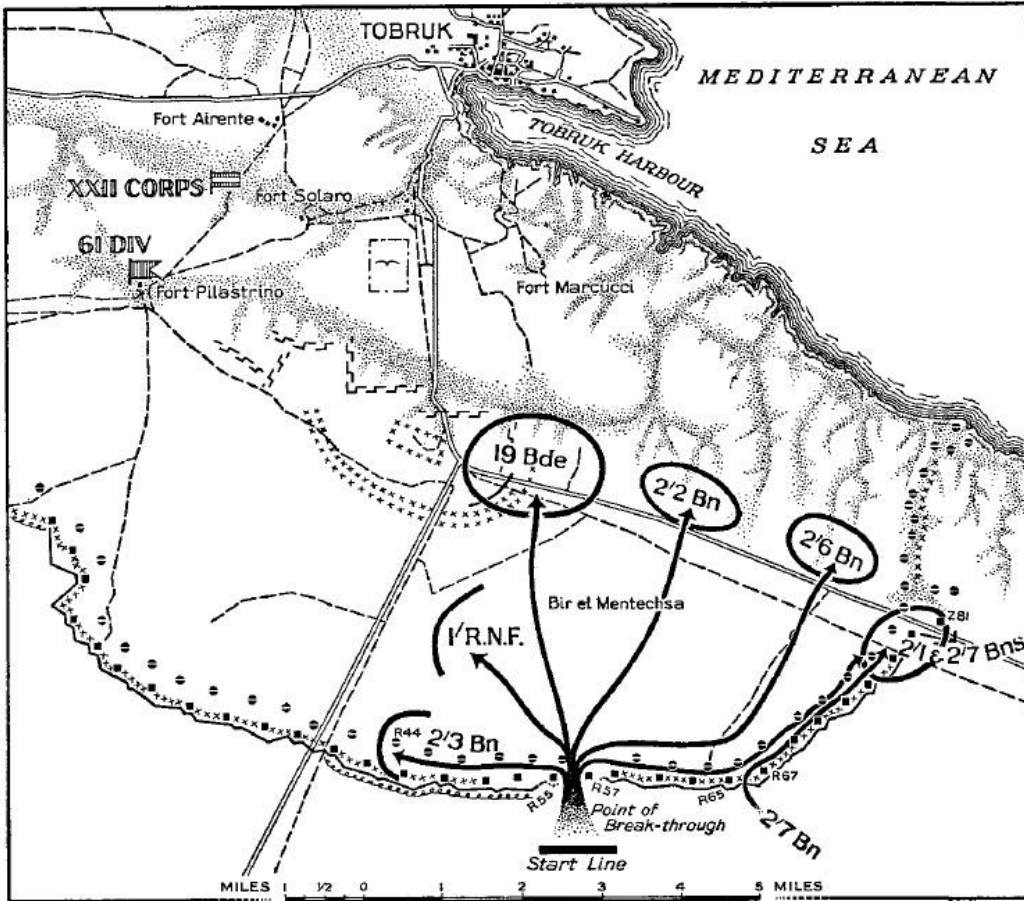 TOBRUK
MEDITERRANEAN
SEA
TOBRUK HARBOUR
Fort Airente
XXII CORPS
Fort Solaro
61 DIV
Fort Pilastrino
Fort Marcucci
19 Bde
2/2 Bn
2/6 Bn
Bir el Mentechsa
1/R.N.F.
Z81
2/1 & 2/7 Bns
R44
2/3 Bn
R55
R57
R65
R67
Point of
Break-through
2/7 Bn
Start Line
MILES 1 1/2 0 1 2 3 4 5 MILES